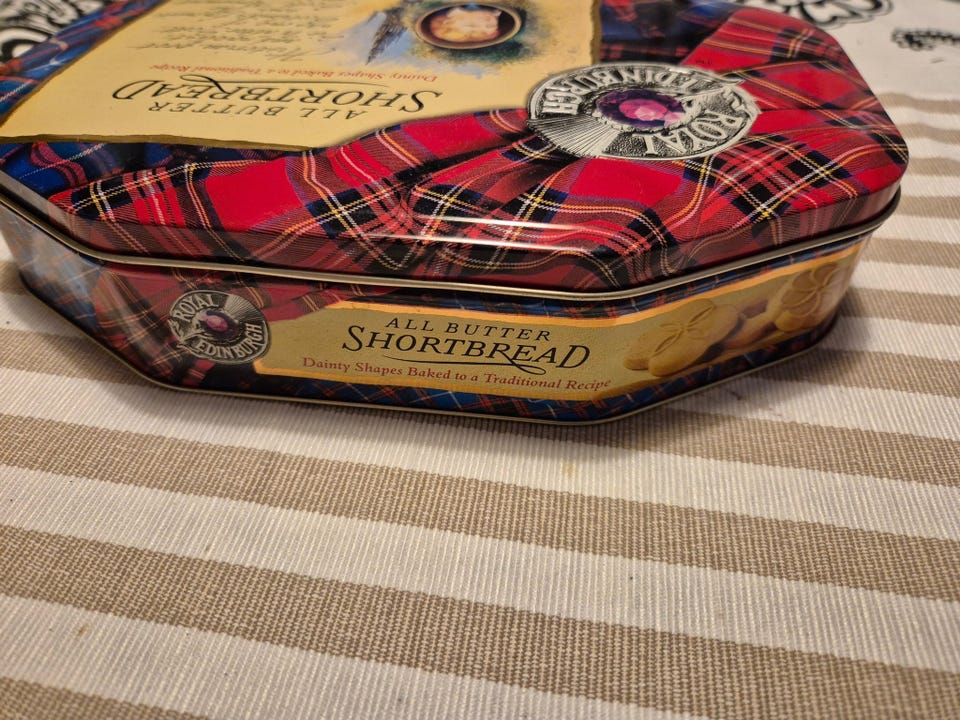 Dainty Shapes Baked to a Traditional Recipe
ALL BUTTER
SHORTBREAD
ROYAL
EDINBURGH
TM
ROYAL
EDINBURGH
ALL BUTTER
SHORTBREAD
Dainty Shapes Baked to a Traditional Recipe